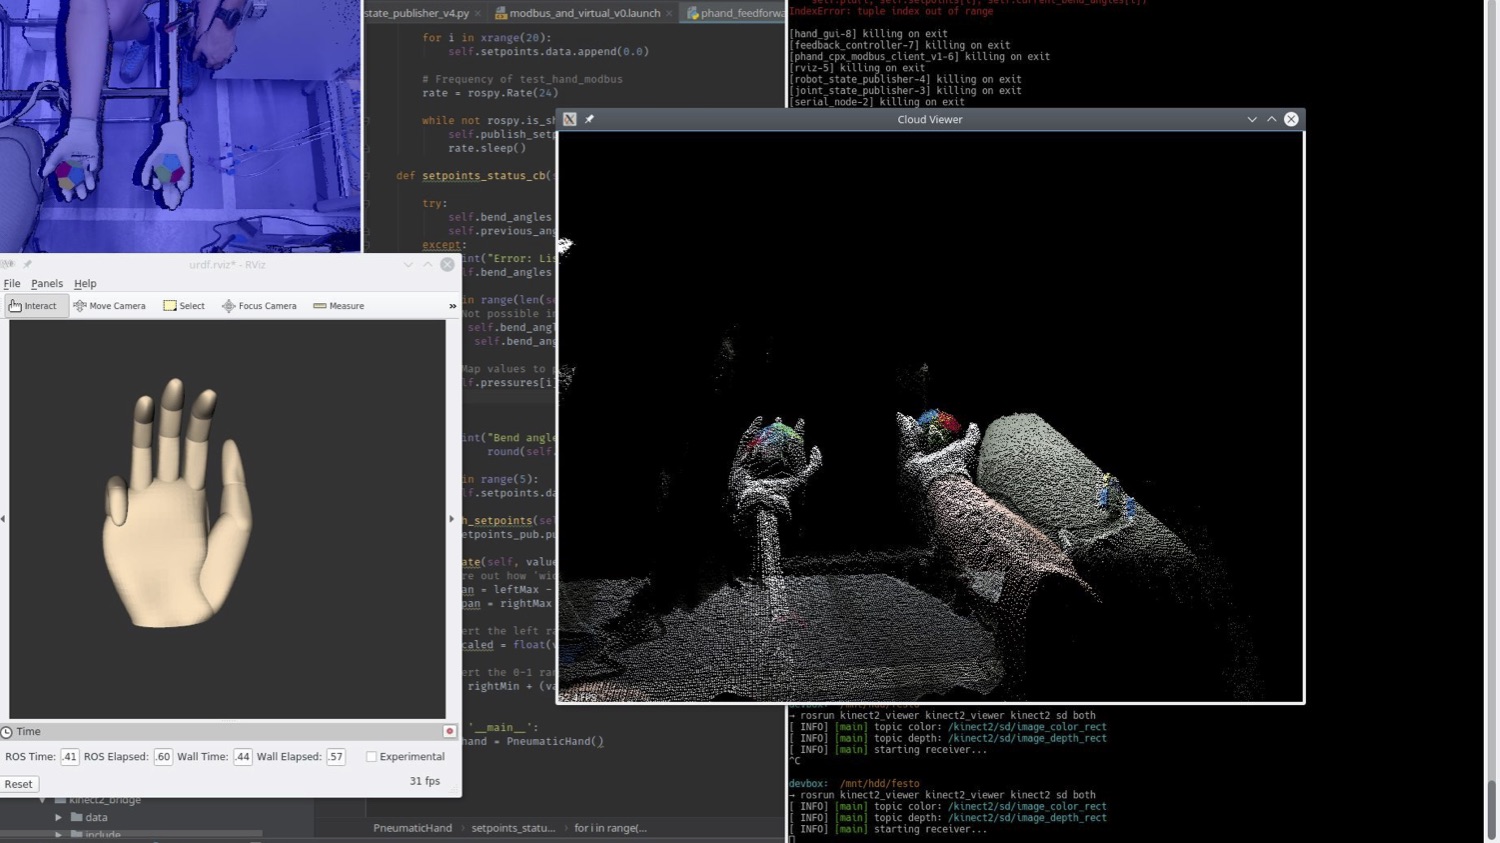 state_publisher_v4.py
modbus_and_virtual_v0.launch
phand_feedforwa
for i in xrange(20):
self.setpoints.data.append(0.0)
# Frequency of test_hand_modbus
rate = rospy.Rate(24)
while not rospy.is_sh
self.publish_setp
rate.sleep()
def setpoints_status_cb(s
try:
self.bend_angles
self.previous_ang
except:
int("Error: Lis
.bend_angles
in range(len(s
Not possible in
self.bend_angl
self.bend_ang
Map values to p
lf.pressures[i
int("Bend angle
round(self.
in range(5):
.setpoints.da
h_setpoints(se
etpoints_pub.pu
ate(self, value
re out how 'wid
an = leftMax -
pan = rightMax
ert the left ra
caled = float(v
ert the 0-1 ran
rightMin + (va
'__main__':
hand = PneumaticHand()
PneumaticHand
setpoints_statu...
for i in range(...
IndexError: tuple index out of range
[hand_gui-8] killing on exit
[feedback_controller-7] killing on exit
[phand_cpx_modbus_client_v1-6] killing on exit
[rviz-5] killing on exit
[robot_state_publisher-4] killing on exit
[joint_state_publisher-3] killing on exit
[serial_node-2] killing on exit
Cloud Viewer
urdf.rviz* - RViz
File Panels Help
Interact Move Camera Select Focus Camera Measure »
Time
ROS Time: .41 ROS Elapsed: .60 Wall Time: .44 Wall Elapsed: .57 Experimental
Reset
31 fps
kinect2_bridge
data
include
devbox: /mnt/hdd/festo
→ rosrun kinect2_viewer kinect2_viewer kinect2 sd both
[ INFO] [main] topic color: /kinect2/sd/image_color_rect
[ INFO] [main] topic depth: /kinect2/sd/image_depth_rect
[ INFO] [main] starting receiver...
^C
devbox: /mnt/hdd/festo
→ rosrun kinect2_viewer kinect2_viewer kinect2 sd both
[ INFO] [main] topic color: /kinect2/sd/image_color_rect
[ INFO] [main] topic depth: /kinect2/sd/image_depth_rect
[ INFO] [main] starting receiver...